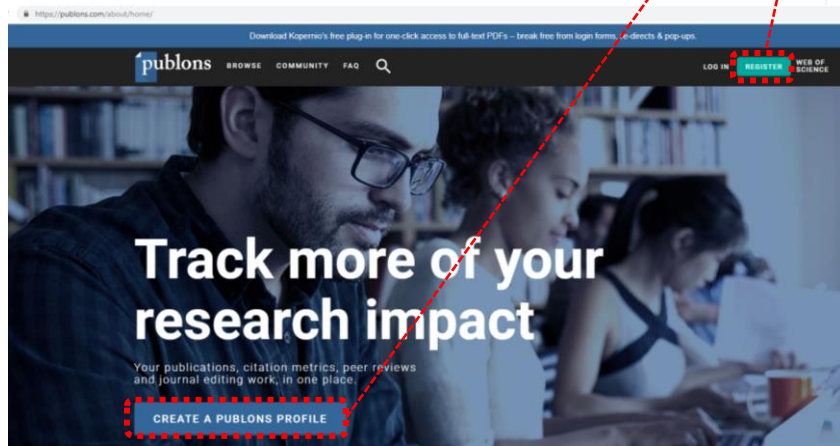 https://publons.com/about/home/
Download Kopernio's free plug-in for one-click access to full-text PDFs – break free from login forms, re-directs & pop-ups.
publons BROWSE COMMUNITY FAQ LOG IN REGISTER WEB OF SCIENCE
Track more of your
research impact
Your publications, citation metrics, peer reviews
and journal editing work, in one place.
CREATE A PUBLONS PROFILE